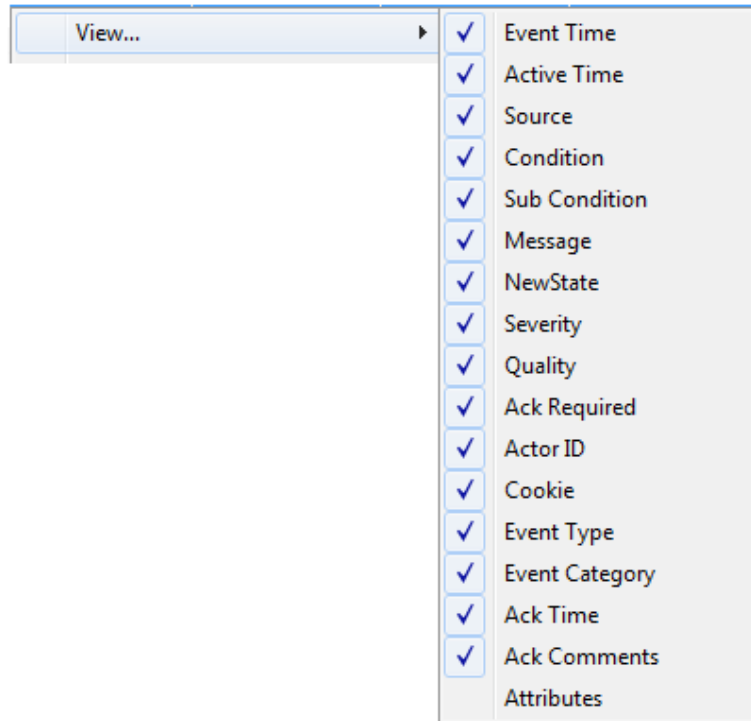 View...
Event Time
Active Time
Source
Condition
Sub Condition
Message
NewState
Severity
Quality
Ack Required
Actor ID
Cookie
Event Type
Event Category
Ack Time
Ack Comments
Attributes